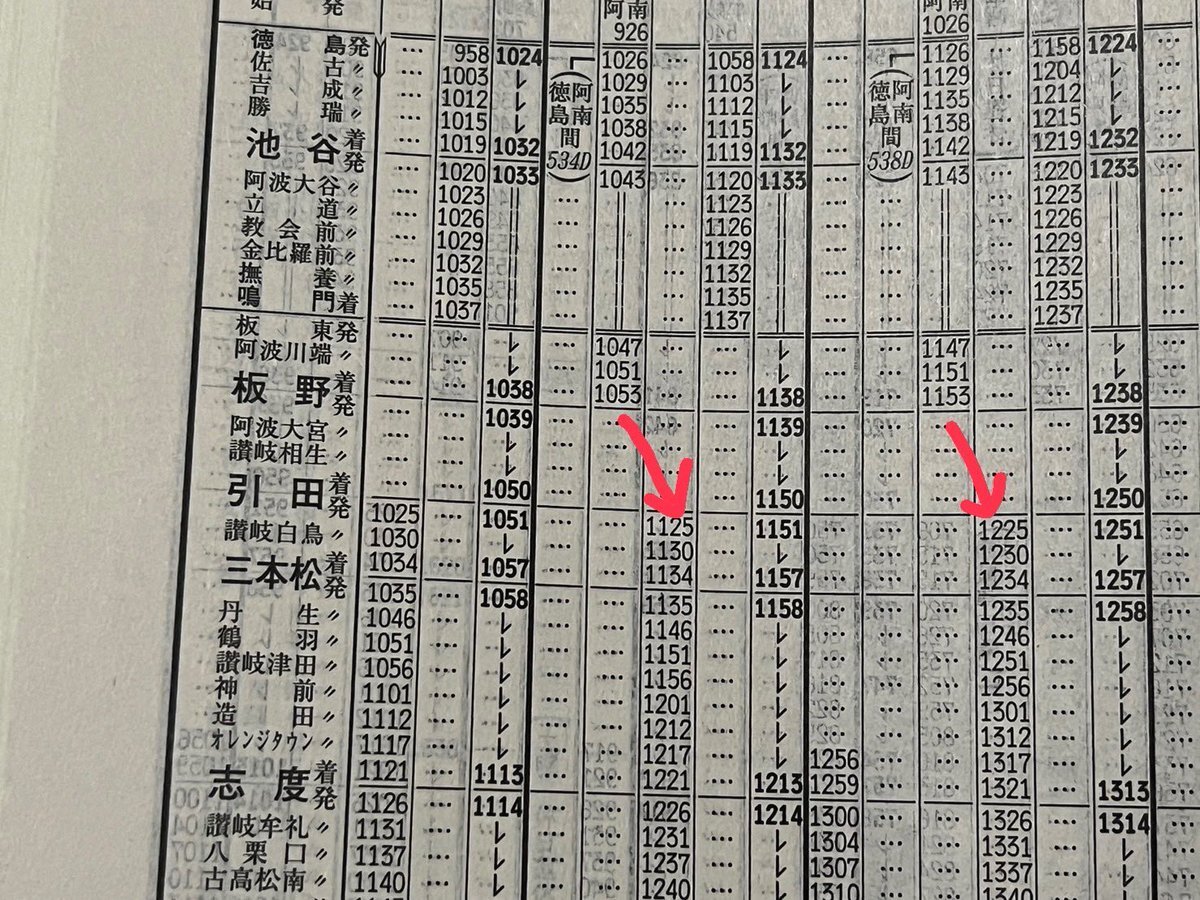 発 阿南 阿南
926 1026
徳島発 958 1024 1026 1058 1124 1126 1158 1224
佐古〃 1003 1029 1103 1129 1204
吉成〃 1012 1035 1112 1135 1212
勝瑞〃 1015 1038 1115 1138 1215
池谷着 1019 1032 1042 1119 1132 1142 1219 1232
発 1020 1033 1043 1120 1133 1143 1220 1233
(徳島阿南間534D)
(徳島阿南間538D)
阿波大谷〃 1023 1123 1223
立道〃 1026 1126 1226
教会前〃 1029 1129 1229
金比羅前〃 1032 1132 1232
撫養〃 1035 1135 1235
鳴門着 1037 1137 1237
板東発 1047 1147
阿波川端〃 1051 1151
板野着 1038 1053 1138 1153 1238
発 1039 1139 1239
阿波大宮〃
讃岐相生〃
引田着 1050 1150 1250
発 1025 1051 1125 1151 1225 1251
讃岐白鳥〃 1030 1130 1230
三本松着 1034 1057 1134 1157 1234 1257
発 1035 1058 1135 1158 1235 1258
丹生〃 1046 1146 1246
鶴羽〃 1051 1151 1251
讃岐津田〃 1056 1156 1256
神前〃 1101 1201 1301
造田〃 1112 1212 1312
オレンジタウン〃 1117 1217 1256 1317
志度着 1121 1113 1221 1213 1259 1321 1313
発 1126 1114 1226 1214 1300 1326 1314
讃岐牟礼〃 1131 1231 1304 1331
八栗口〃 1137 1237 1307 1337
古高松南〃 1140 1240 1310 1340